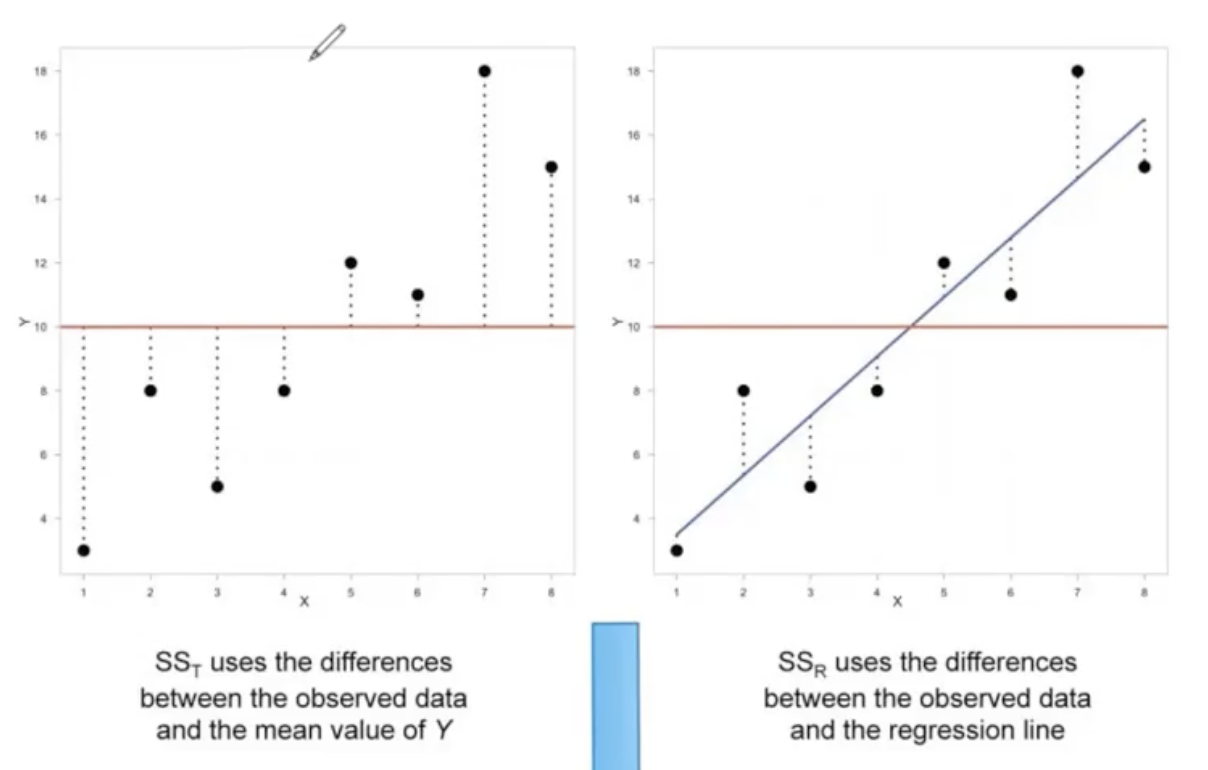 18
16
14
12
10
8
6
4
Y
1 2 3 4 5 6 7 8
X
18
16
14
12
10
8
6
4
Y
1 2 3 4 5 6 7 8
X
SS_T uses the differences
between the observed data
and the mean value of Y
SS_R uses the differences
between the observed data
and the regression line